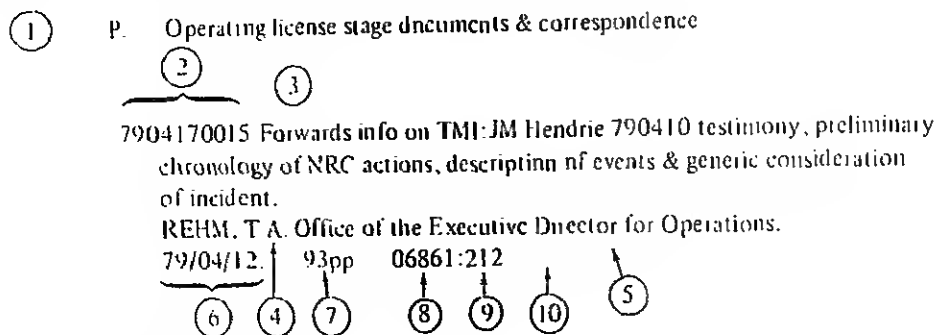 ① P. Operating license stage documents & correspondence
② ③
7904170015 Forwards info on TMI:JM Hendrie 790410 testimony, preliminary
chronology of NRC actions, description of events & generic consideration
of incident.
REHM, T A. Office of the Executive Director for Operations.
79/04/12. 93pp 06861:212
⑥ ④ ⑦ ⑧ ⑨ ⑩ ⑤